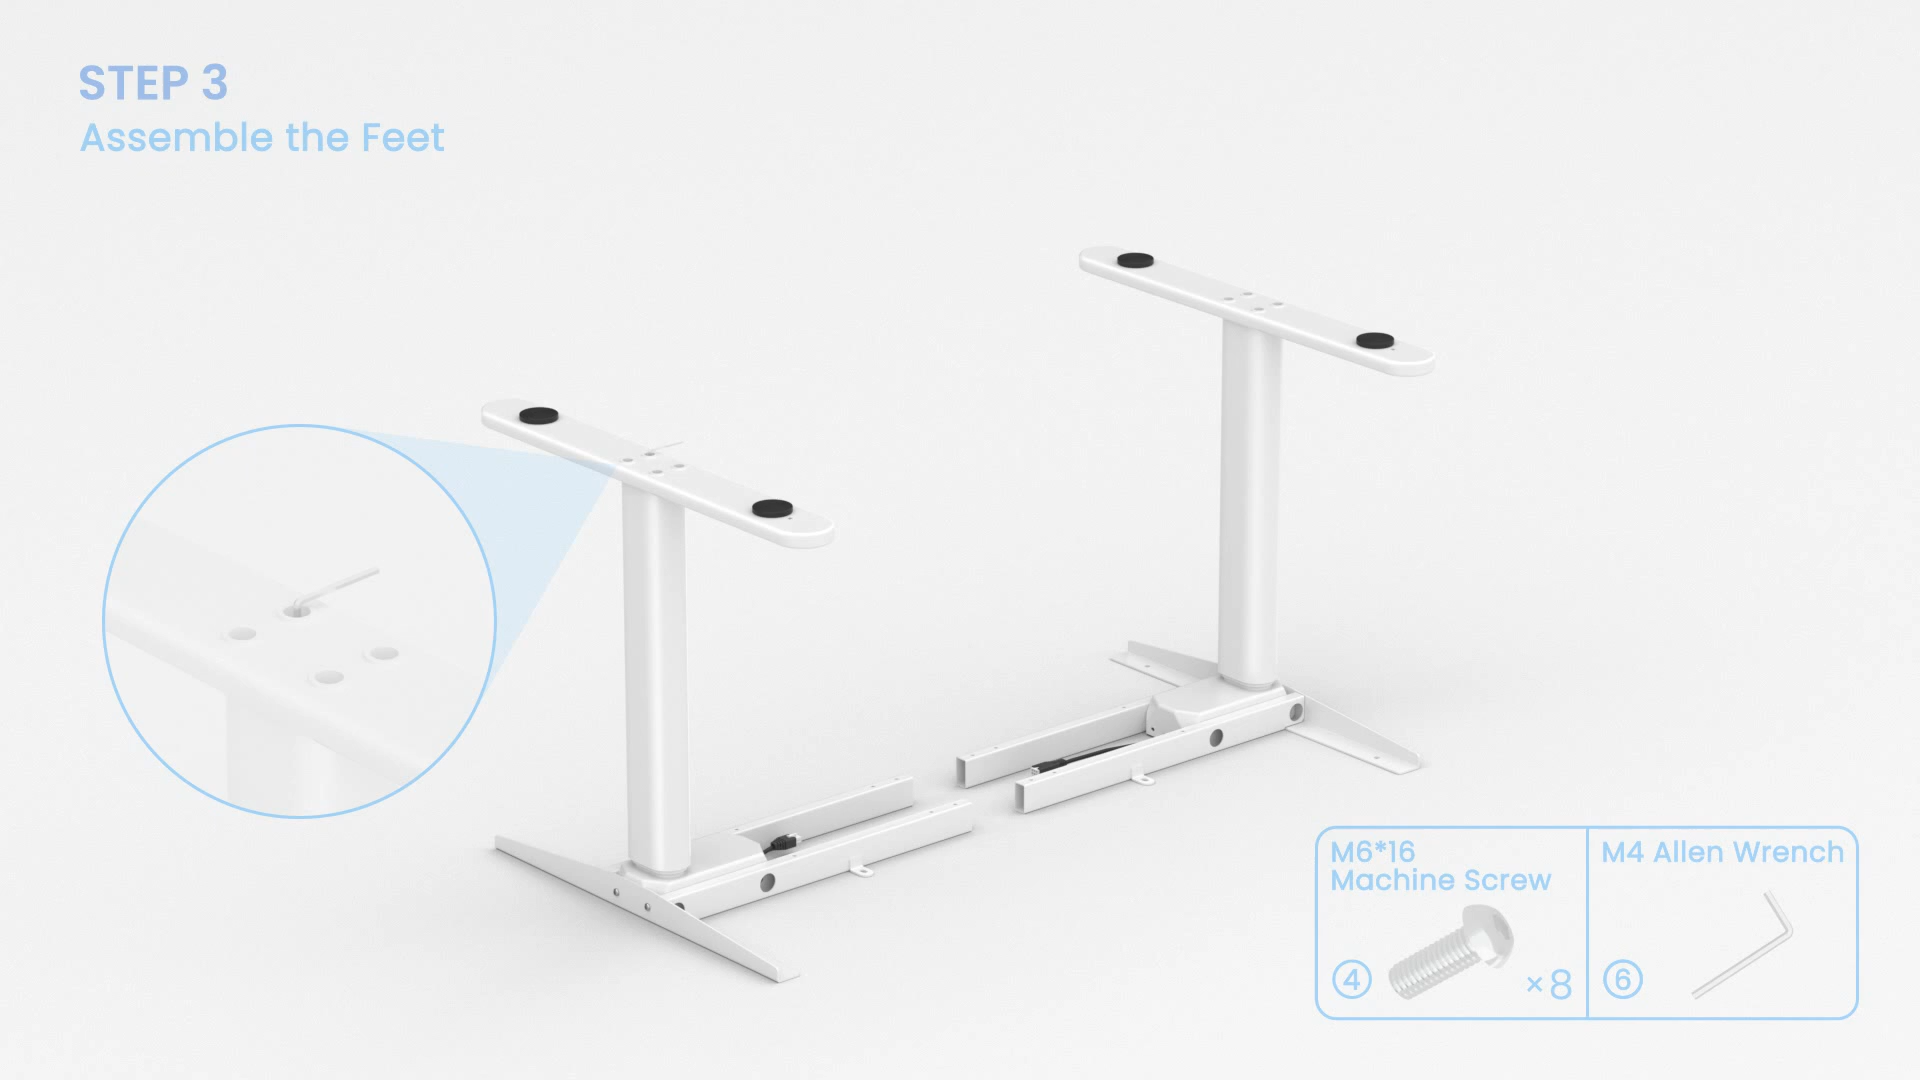 STEP 3
Assemble the Feet
M6*16
Machine Screw
4
×8
M4 Allen Wrench
6